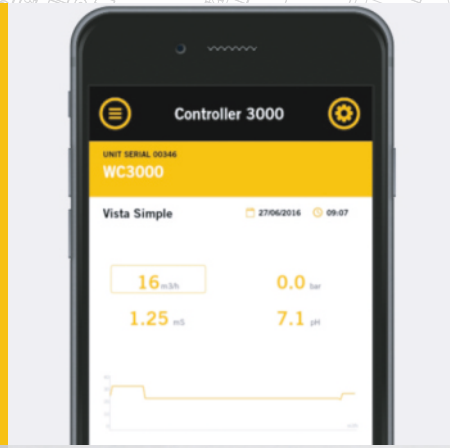 Controller 3000
UNIT SERIAL 00346
WC3000
Vista Simple 27/06/2016 09:07
16 m3/h 0.0 bar
1.25 mS 7.1 pH